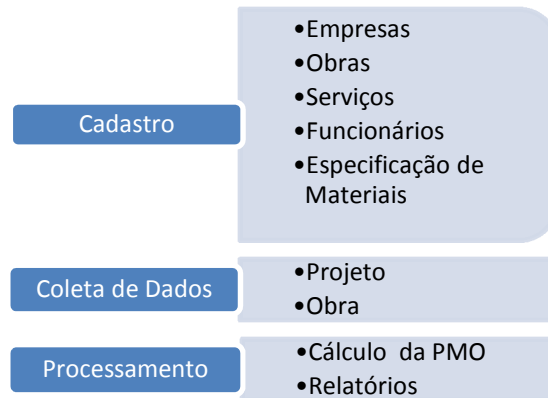 Cadastro
•Empresas
•Obras
•Serviços
•Funcionários
•Especificação de
Materiais
Coleta de Dados
•Projeto
•Obra
Processamento
•Cálculo da PMO
•Relatórios